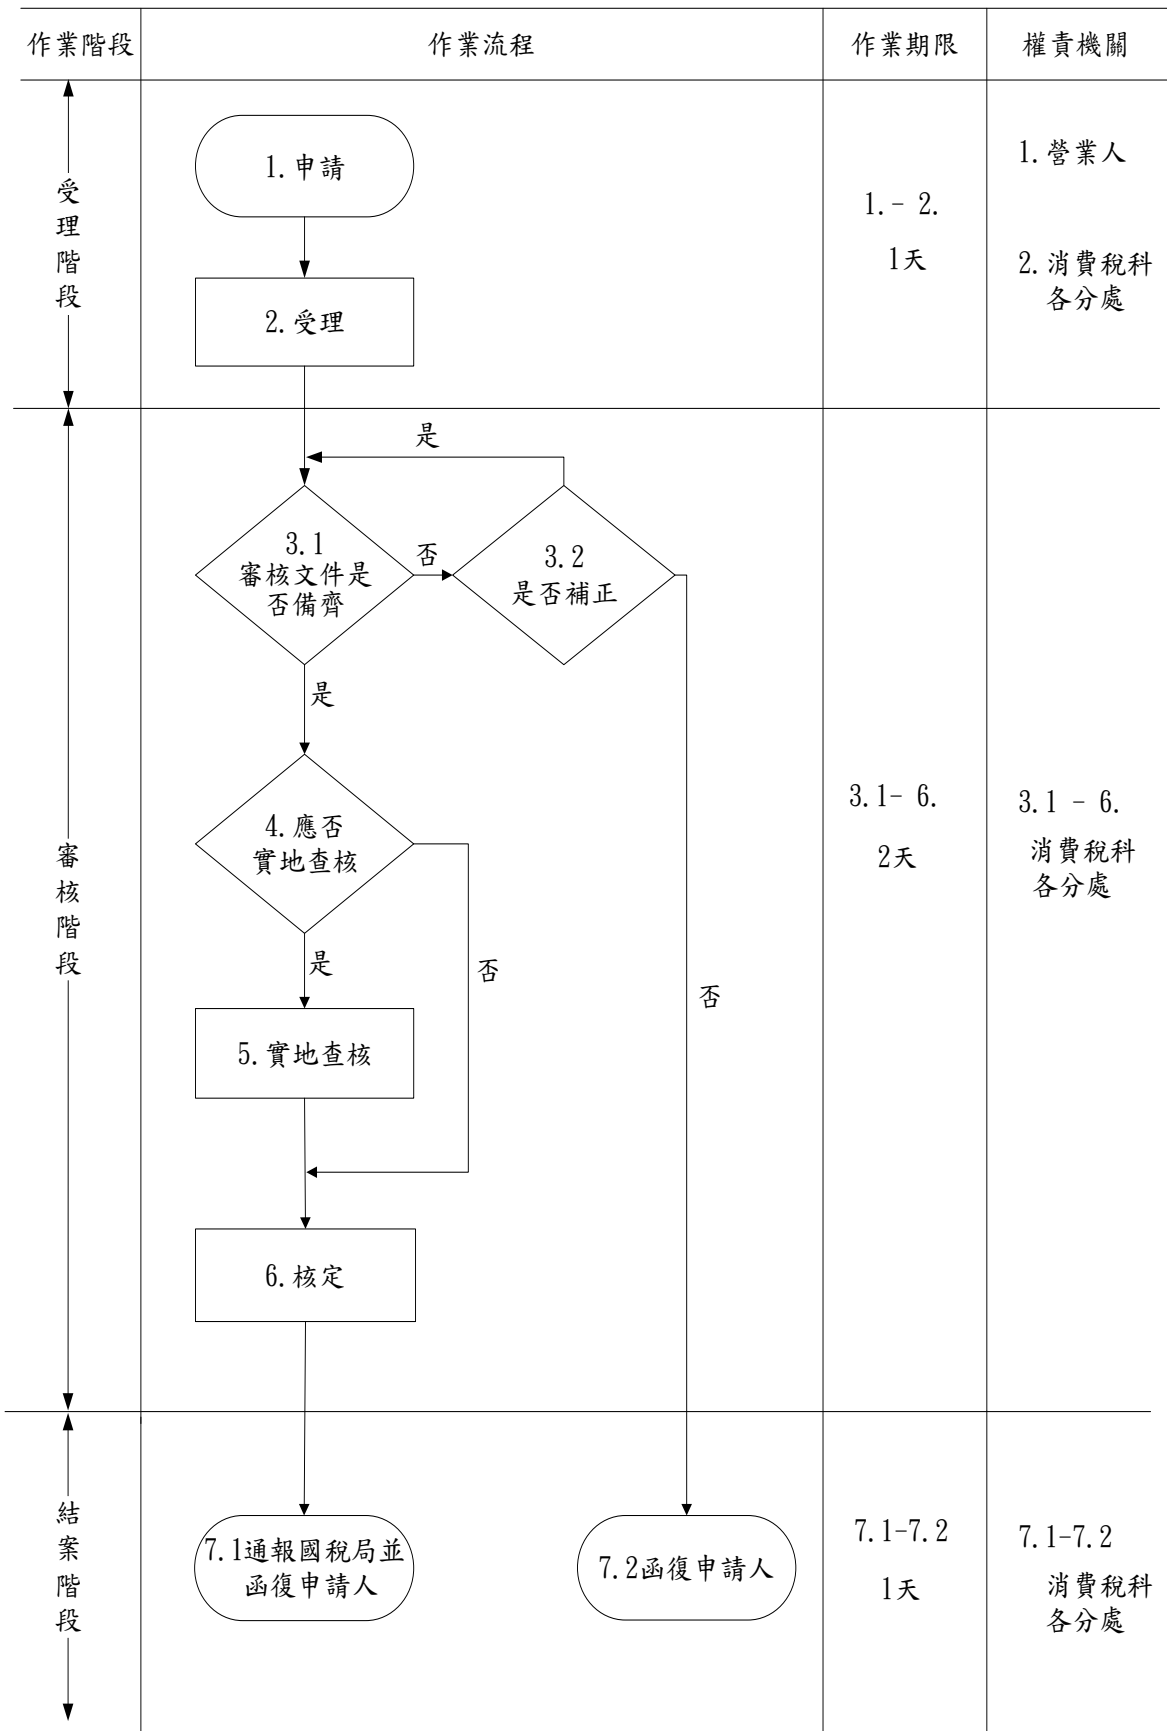 作業階段
作業流程
作業期限
權責機關
受理階段
1.申請
2.受理
1.- 2.
1天
1.營業人
2.消費稅科
各分處
審核階段
是
3.1
審核文件是
否備齊
否
3.2
是否補正
是
4.應否
實地查核
是
否
否
5.實地查核
6.核定
3.1- 6.
2天
3.1 - 6.
消費稅科
各分處
結案階段
7.1通報國稅局並
函復申請人
7.2函復申請人
7.1-7.2
1天
7.1-7.2
消費稅科
各分處